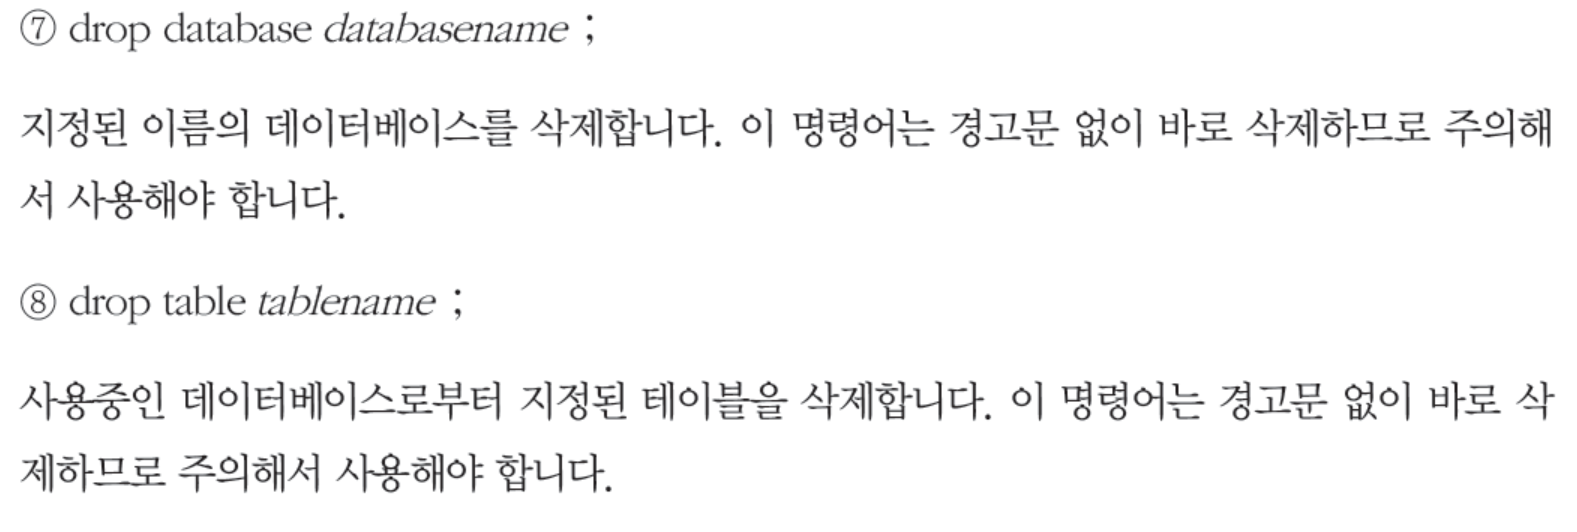 ⑦ drop database databasename ;
지정된 이름의 데이터베이스를 삭제합니다. 이 명령어는 경고문 없이 바로 삭제하므로 주의해
서 사용해야 합니다.
⑧ drop table tablename ;
사용중인 데이터베이스로부터 지정된 테이블을 삭제합니다. 이 명령어는 경고문 없이 바로 삭
제하므로 주의해서 사용해야 합니다.